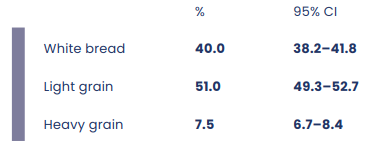 % 95% CI
White bread 40.0 38.2–41.8
Light grain 51.0 49.3–52.7
Heavy grain 7.5 6.7–8.4